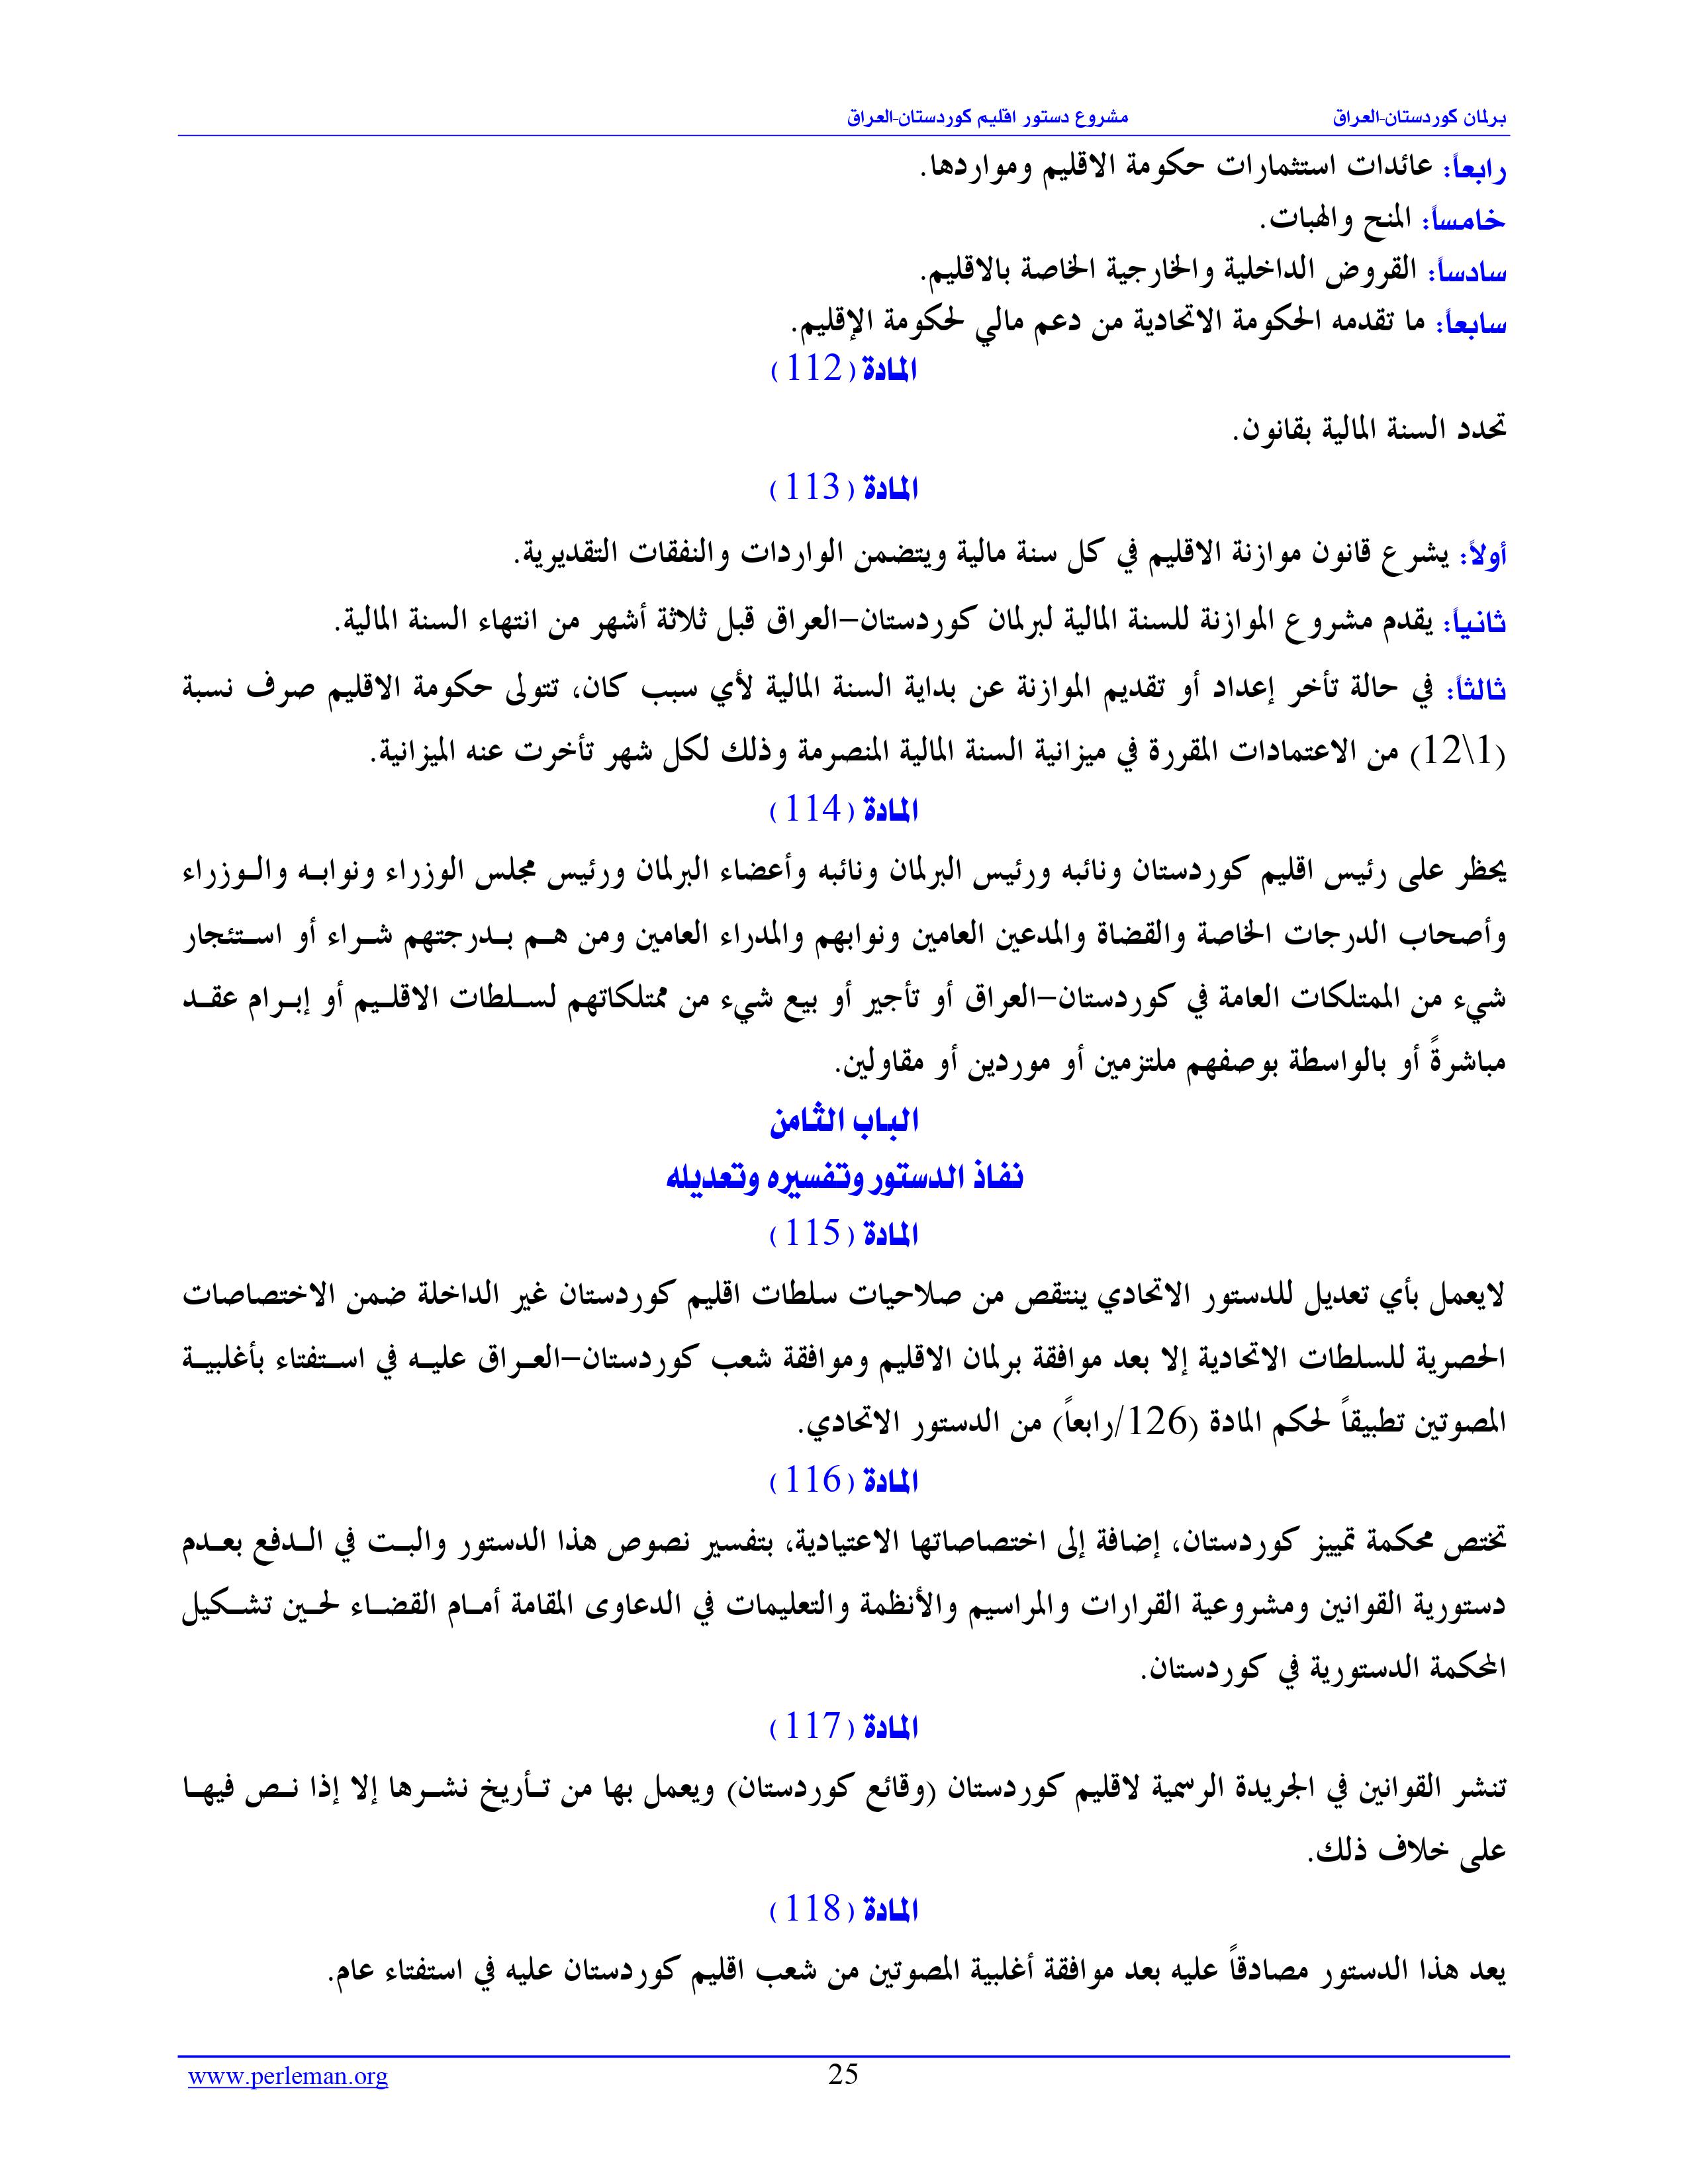 برلمان كوردستان-العراق مشروع دستور اقليم كوردستان-العراق
رابعاً: عائدات استثمارات حكومة الاقليم ومواردها.
خامساً: المنح والهبات.
سادساً: القروض الداخلية والخارجية الخاصة بالاقليم.
سابعاً: ما تقدمه الحكومة الاتحادية من دعم مالي لحكومة الإقليم.
المادة (112)
تحدد السنة المالية بقانون.
المادة (113)
أولاً: يشرع قانون موازنة الاقليم في كل سنة مالية ويتضمن الواردات والنفقات التقديرية.
ثانياً: يقدم مشروع الموازنة للسنة المالية لبرلمان كوردستان–العراق قبل ثلاثة أشهر من انتهاء السنة المالية.
ثالثاً: في حالة تأخر إعداد أو تقديم الموازنة عن بداية السنة المالية لأي سبب كان، تتولى حكومة الاقليم صرف نسبة
(1\12) من الاعتمادات المقررة في ميزانية السنة المالية المنصرمة وذلك لكل شهر تأخرت عنه الميزانية.
المادة (114)
يحظر على رئيس اقليم كوردستان ونائبه ورئيس البرلمان ونائبه وأعضاء البرلمان ورئيس مجلس الوزراء ونوابه والوزراء
وأصحاب الدرجات الخاصة والقضاة والمدعين العامين ونوابهم والمدراء العامين ومن هم بدرجتهم شراء أو استئجار
شيء من الممتلكات العامة في كوردستان–العراق أو تأجير أو بيع شيء من ممتلكاتهم لسلطات الاقليم أو إبرام عقد
مباشرةً أو بالواسطة بوصفهم ملتزمين أو موردين أو مقاولين.
الباب الثامن
نفاذ الدستور وتفسيره وتعديله
المادة (115)
لايعمل بأي تعديل للدستور الاتحادي ينتقص من صلاحيات سلطات اقليم كوردستان غير الداخلة ضمن الاختصاصات
الحصرية للسلطات الاتحادية إلا بعد موافقة برلمان الاقليم وموافقة شعب كوردستان–العراق عليه في استفتاء بأغلبية
المصوتين تطبيقاً لحكم المادة (126/رابعاً) من الدستور الاتحادي.
المادة (116)
تختص محكمة تمييز كوردستان، إضافة إلى اختصاصاتها الاعتيادية، بتفسير نصوص هذا الدستور والبت في الدفع بعدم
دستورية القوانين ومشروعية القرارات والمراسيم والأنظمة والتعليمات في الدعاوى المقامة أمام القضاء لحين تشكيل
المحكمة الدستورية في كوردستان.
المادة (117)
تنشر القوانين في الجريدة الرسمية لاقليم كوردستان (وقائع كوردستان) ويعمل بها من تأريخ نشرها إلا إذا نص فيها
على خلاف ذلك.
المادة (118)
يعد هذا الدستور مصادقاً عليه بعد موافقة أغلبية المصوتين من شعب اقليم كوردستان عليه في استفتاء عام.
www.perleman.org 25